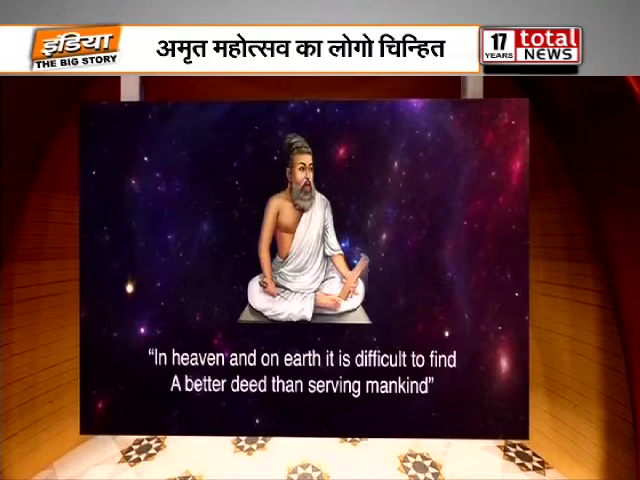 इंडिया
THE BIG STORY
अमृत महोत्सव का लोगो चिन्हित
17
YEARS
total
NEWS
“In heaven and on earth it is difficult to find
A better deed than serving mankind”